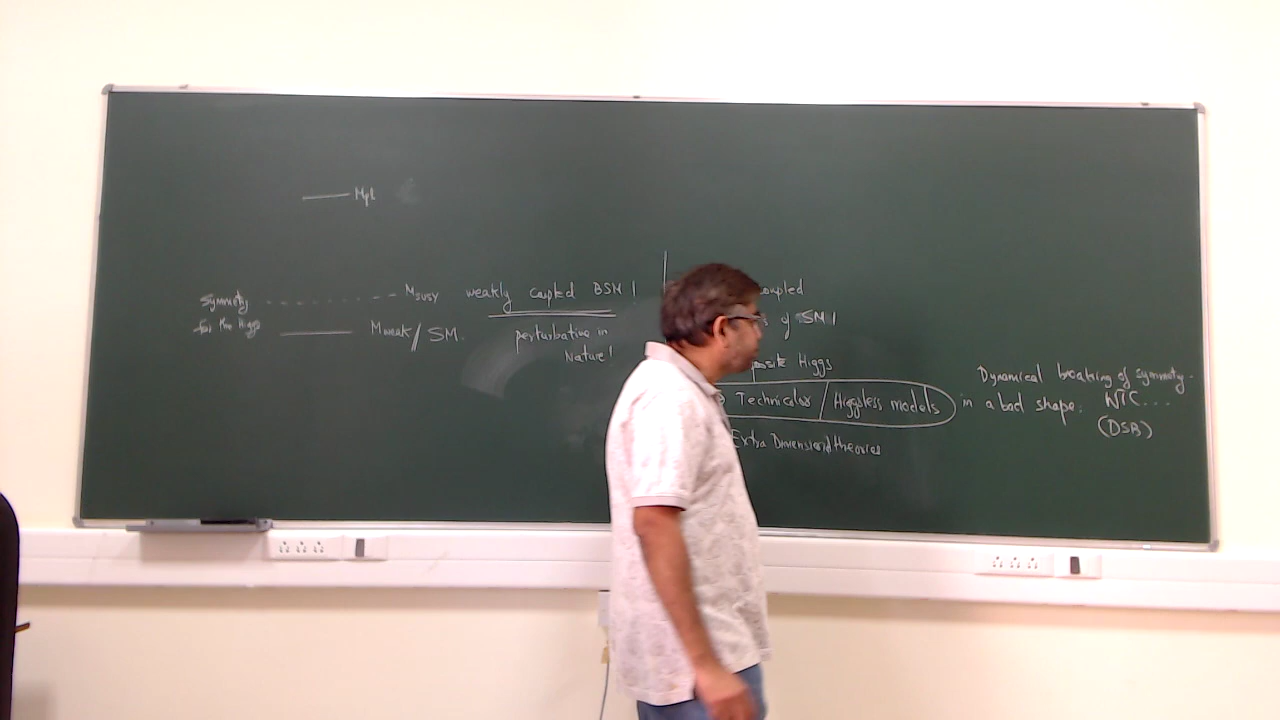 Mpl
Symmetry - - - - - - - - - - Msusy weakly coupled BSM!
for the Higgs Mweak/SM.
perturbative in
Nature!
coupled
of SM!
Higgs
Technicolor / Higgsless models
Extra Dimensional theories
Dynamical breaking of symmetry -
in a bad shape: WTC....
(DSB)